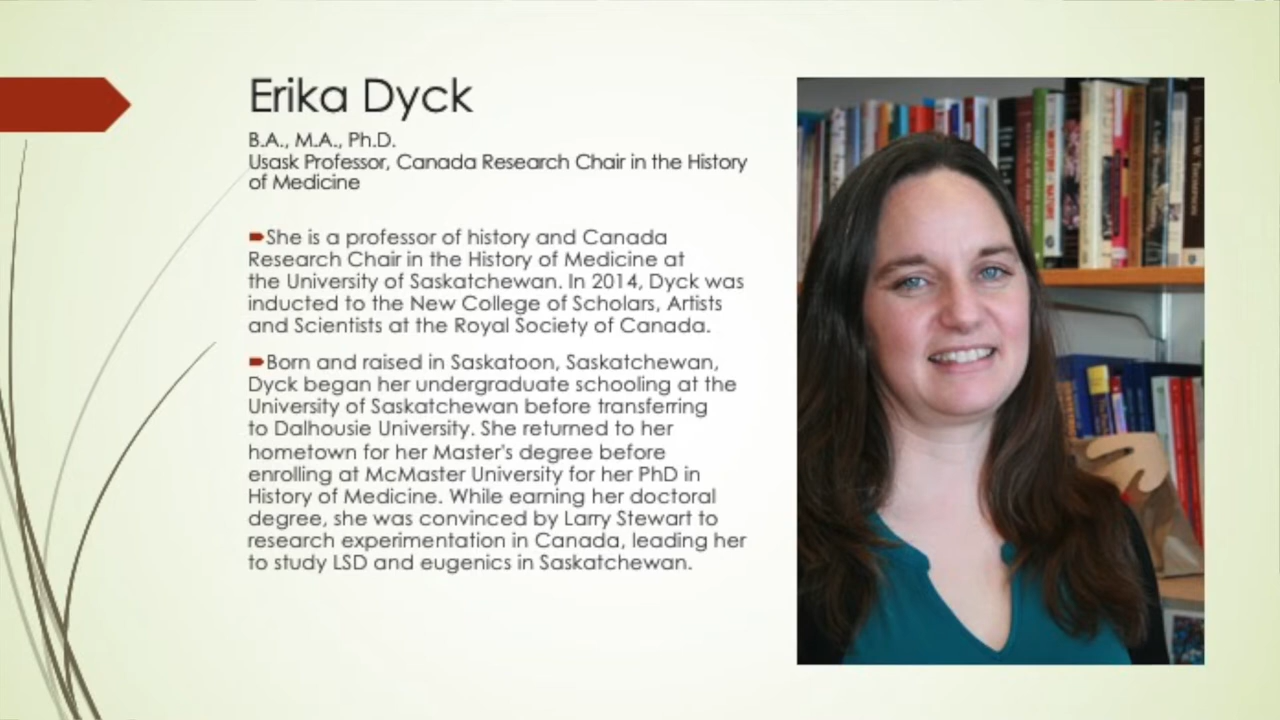 Erika Dyck
B.A., M.A., Ph.D.
Usask Professor, Canada Research Chair in the History
of Medicine
She is a professor of history and Canada
Research Chair in the History of Medicine at
the University of Saskatchewan. In 2014, Dyck was
inducted to the New College of Scholars, Artists
and Scientists at the Royal Society of Canada.
Born and raised in Saskatoon, Saskatchewan,
Dyck began her undergraduate schooling at the
University of Saskatchewan before transferring
to Dalhousie University. She returned to her
hometown for her Master's degree before
enrolling at McMaster University for her PhD in
History of Medicine. While earning her doctoral
degree, she was convinced by Larry Stewart to
research experimentation in Canada, leading her
to study LSD and eugenics in Saskatchewan.